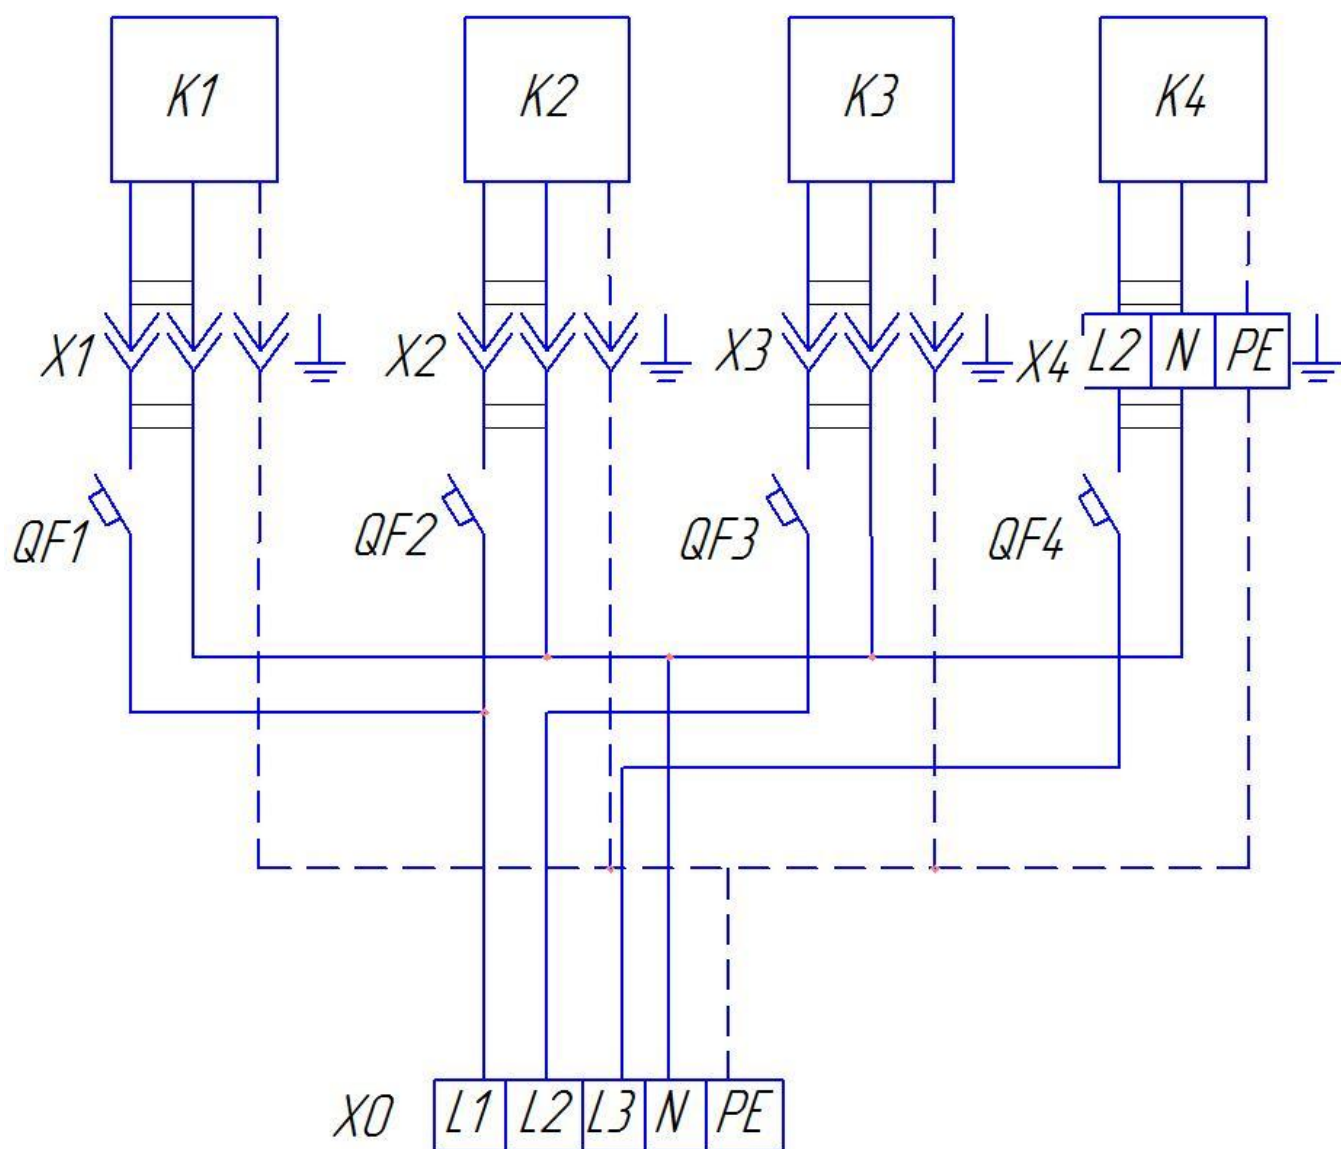 K1 K2 K3 K4
X1 X2 X3 X4 L2 N PE
QF1 QF2 QF3 QF4
X0 L1 L2 L3 N PE